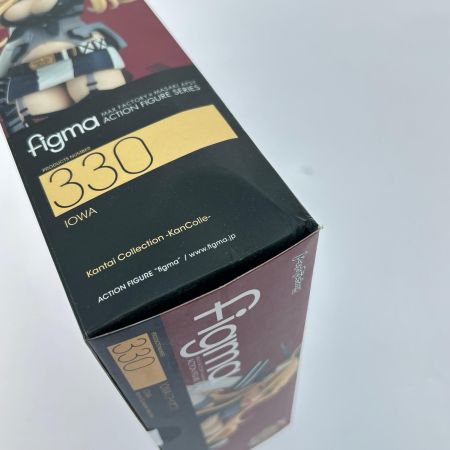 figma
MAX FACTORY × MASAKI APSY
ACTION FIGURE SERIES
PRODUCTS NUMBER
330
IOWA
Kantai Collection -KanColle-
ACTION FIGURE "figma" / www.figma.jp
figma
330